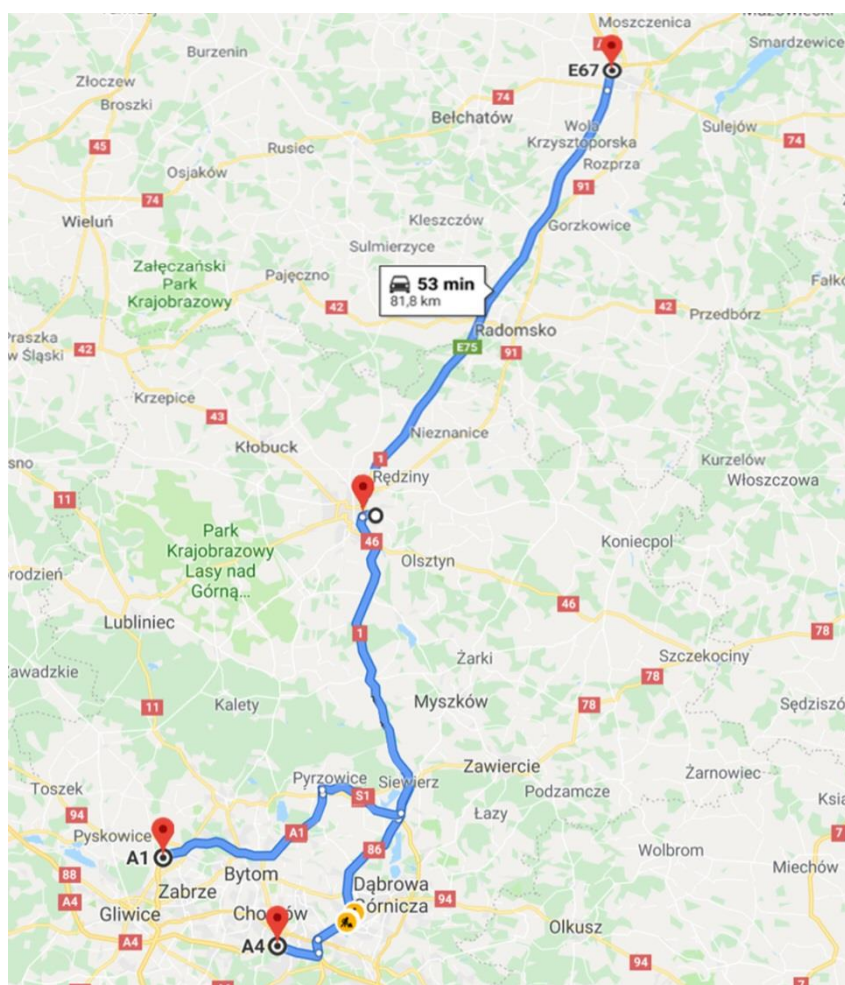 Moszczenica
Burzenin
E67
Smardzewice
Złoczew
Broszki
74
Bełchatów
Sulejów
45
Rusiec
Wola
Krzysztoporska
74
Osjaków
Rozprza
74
91
Wieluń
Kleszczów
Gorzkowice
Sulmierzyce
Załęczański
Park
Krajobrazowy
Pajęczno
53 min
81,8 km
42
42
Przedbórz
Radomsko
E75
91
42
Krzepice
43
Nieznanice
Kłobuck
1
Rędziny
Kurzelów
Włoszczowa
11
Park
Krajobrazowy
Lasy nad
Górną...
46
Koniecpol
Olsztyn
46
Lubliniec
1
78
Szczekociny
Żarki
78
Myszków
11
Kalety
78
Zawiercie
Pyrzowice
Siewierz
Żarnowiec
Toszek
S1
Podzamcze
94
Łazy
Pyskowice
A1
86
Wolbrom
7
A1
Bytom
Miechów
88
Zabrze
Dąbrowa
Górnicza
94
A4
Gliwice
Olkusz
A4
A4
94
7